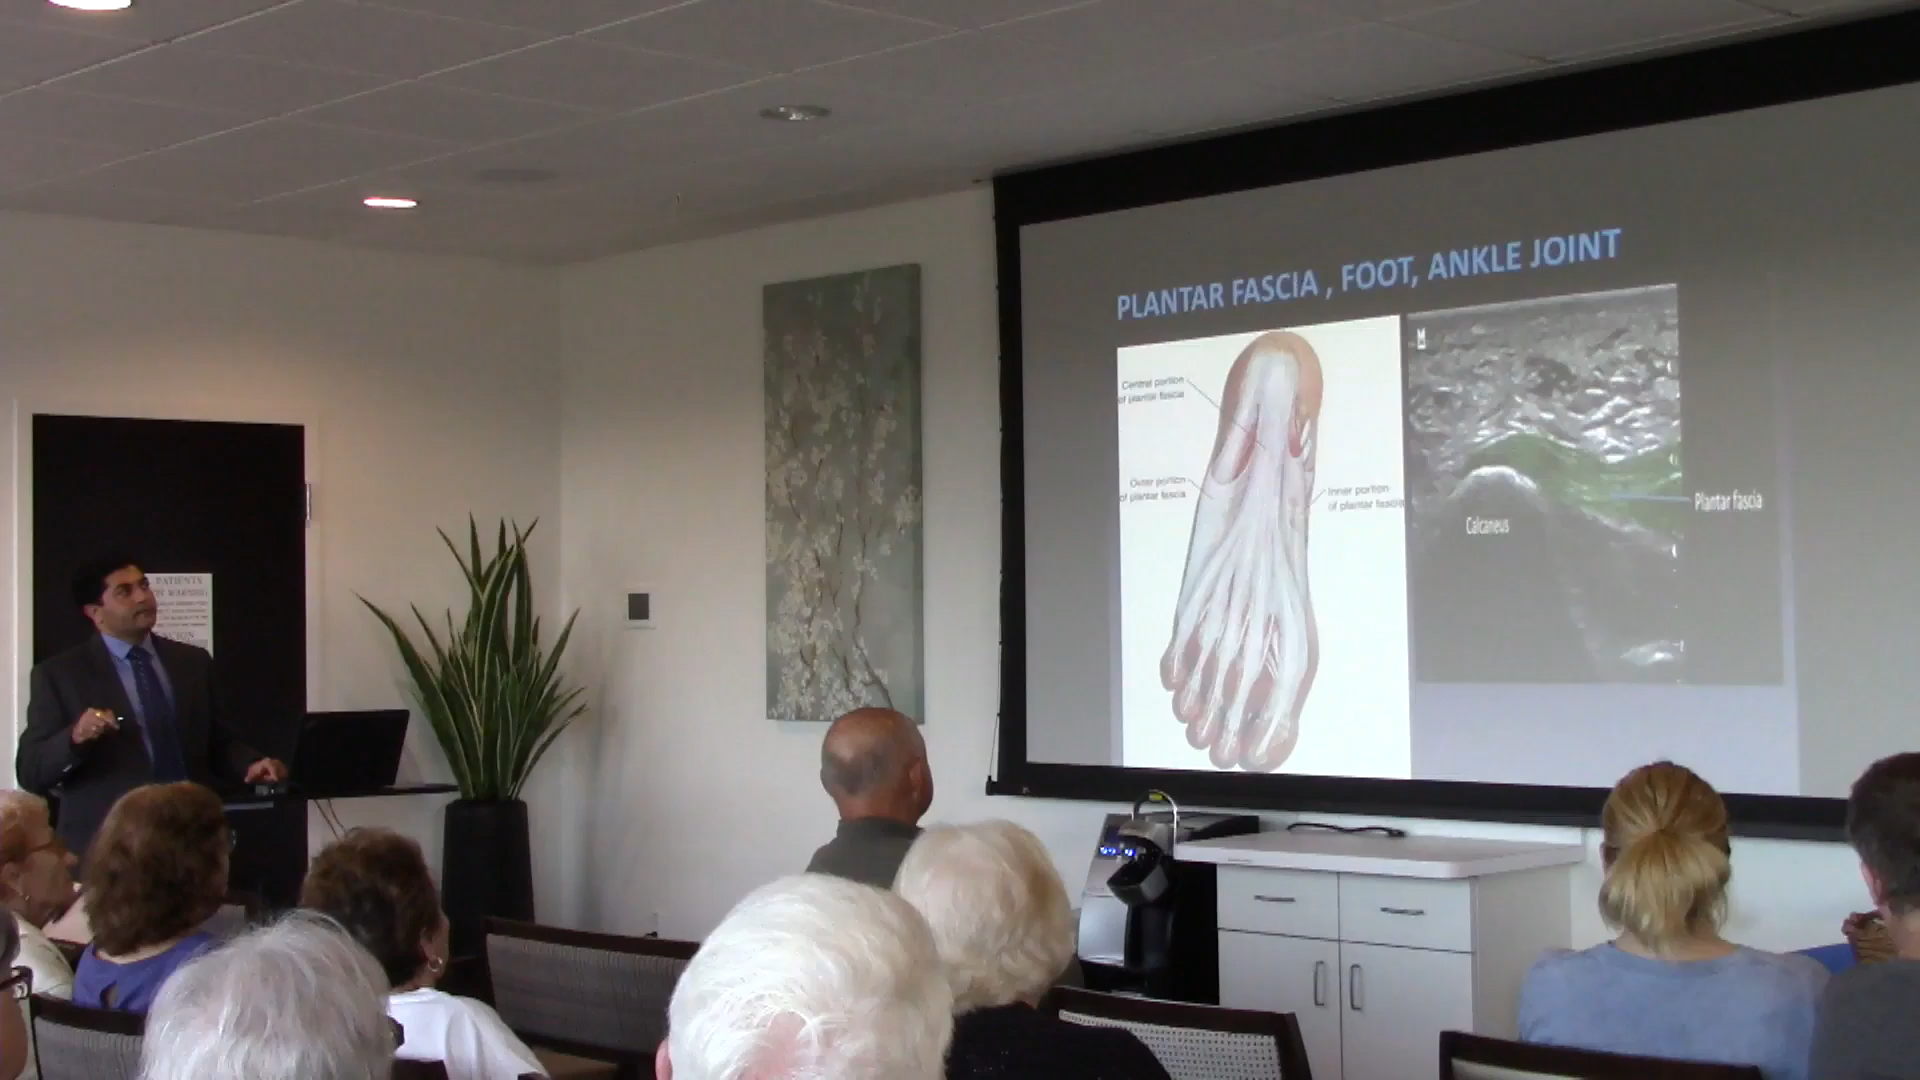 PLANTAR FASCIA , FOOT, ANKLE JOINT
Central portion
of plantar fascia
Outer portion
of plantar fascia
Inner portion
of plantar fascia
M
Calcaneus
Plantar fascia
PATIENTS
WARNING